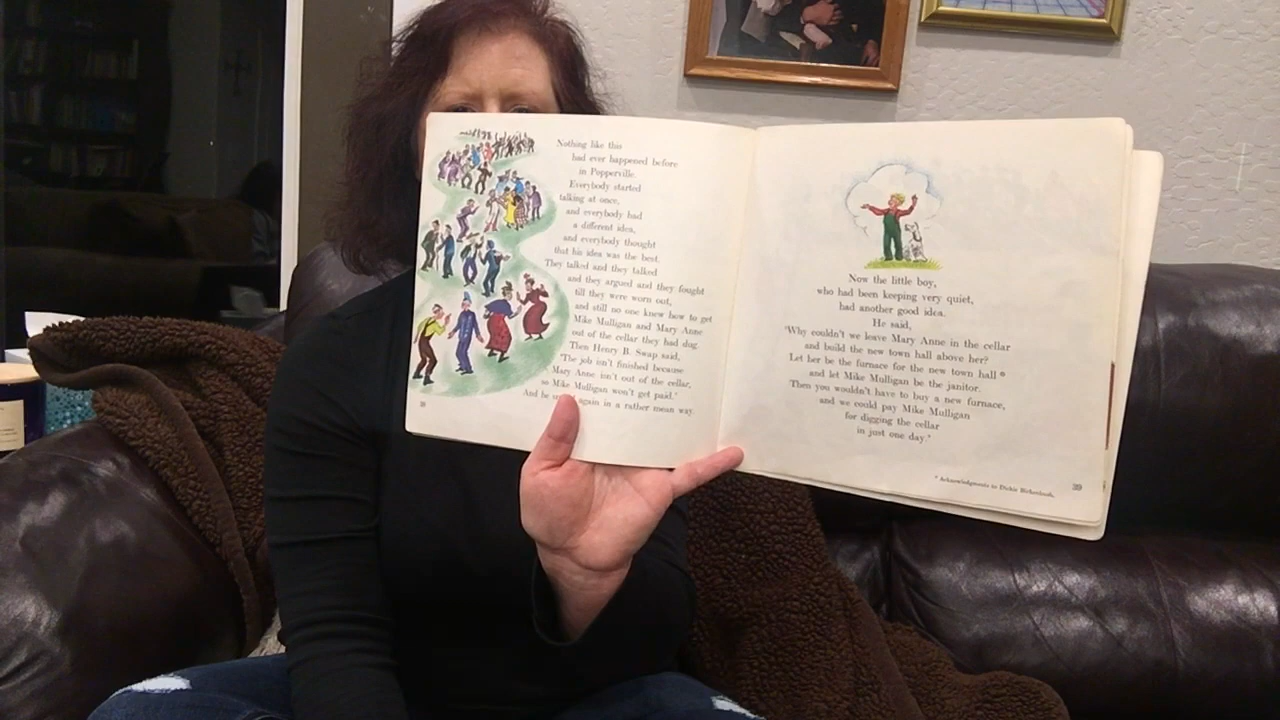 Nothing like this
had ever happened before
in Popperville.
Everybody started
talking at once,
and everybody had
a different idea,
and everybody thought
that his idea was the best.
They talked and they talked
and they argued and they fought
till they were worn out,
and still no one knew how to get
Mike Mulligan and Mary Anne
out of the cellar they had dug.
Then Henry B. Swap said,
"The job isn't finished because
Mary Anne isn't out of the cellar,
so Mike Mulligan won't get paid."
And he again in a rather mean way.
38
Now the little boy,
who had been keeping very quiet,
had another good idea.
He said,
"Why couldn't we leave Mary Anne in the cellar
and build the new town hall above her?
Let her be the furnace for the new town hall *
and let Mike Mulligan be the janitor.
Then you wouldn't have to buy a new furnace,
and we could pay Mike Mulligan
for digging the cellar
in just one day."
* Acknowledgments to Dickie Birkenbush.
39